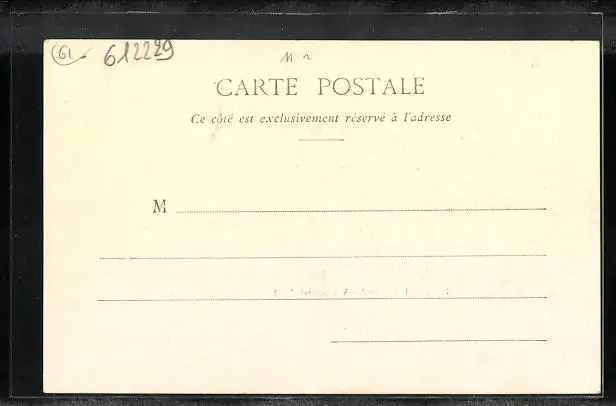 61 612229
CARTE POSTALE
Ce côté est exclusivement réservé à l'adresse
M